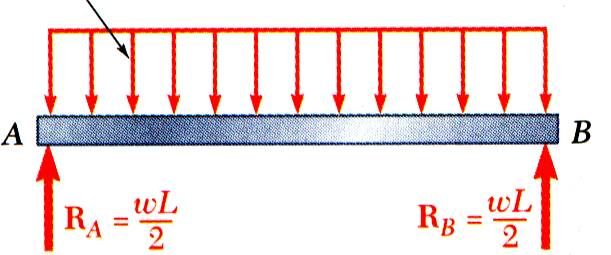 A B
R_A = wL/2 R_B = wL/2